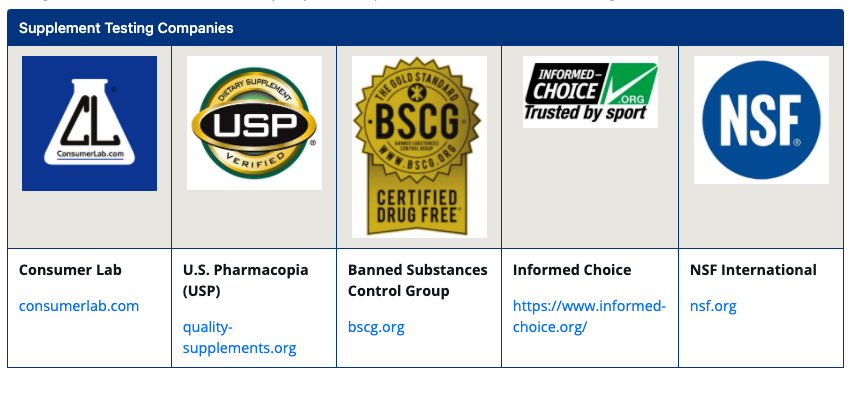 Supplement Testing Companies
CL
®
ConsumerLab.com
DIETARY SUPPLEMENT
USP
VERIFIED
®
THE GOLD STANDARD
BSCG
BANNED SUBSTANCES
CONTROL GROUP
WWW.BSCG.ORG
CERTIFIED
DRUG FREE®
INFORMED-
CHOICE
.ORG
Trusted by sport
NSF®
Consumer Lab
consumerlab.com
U.S. Pharmacopia
(USP)
quality-
supplements.org
Banned Substances
Control Group
bscg.org
Informed Choice
https://www.informed-
choice.org/
NSF International
nsf.org